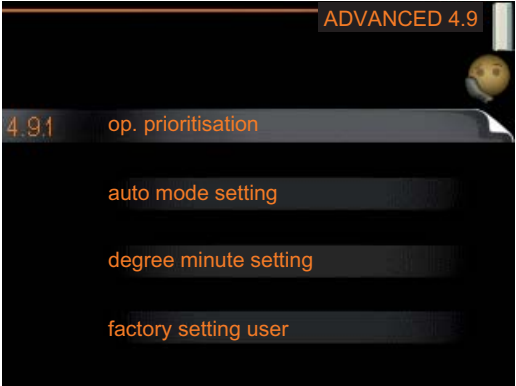 ADVANCED 4.9
4.9.1 op. prioritisation
auto mode setting
degree minute setting
factory setting user